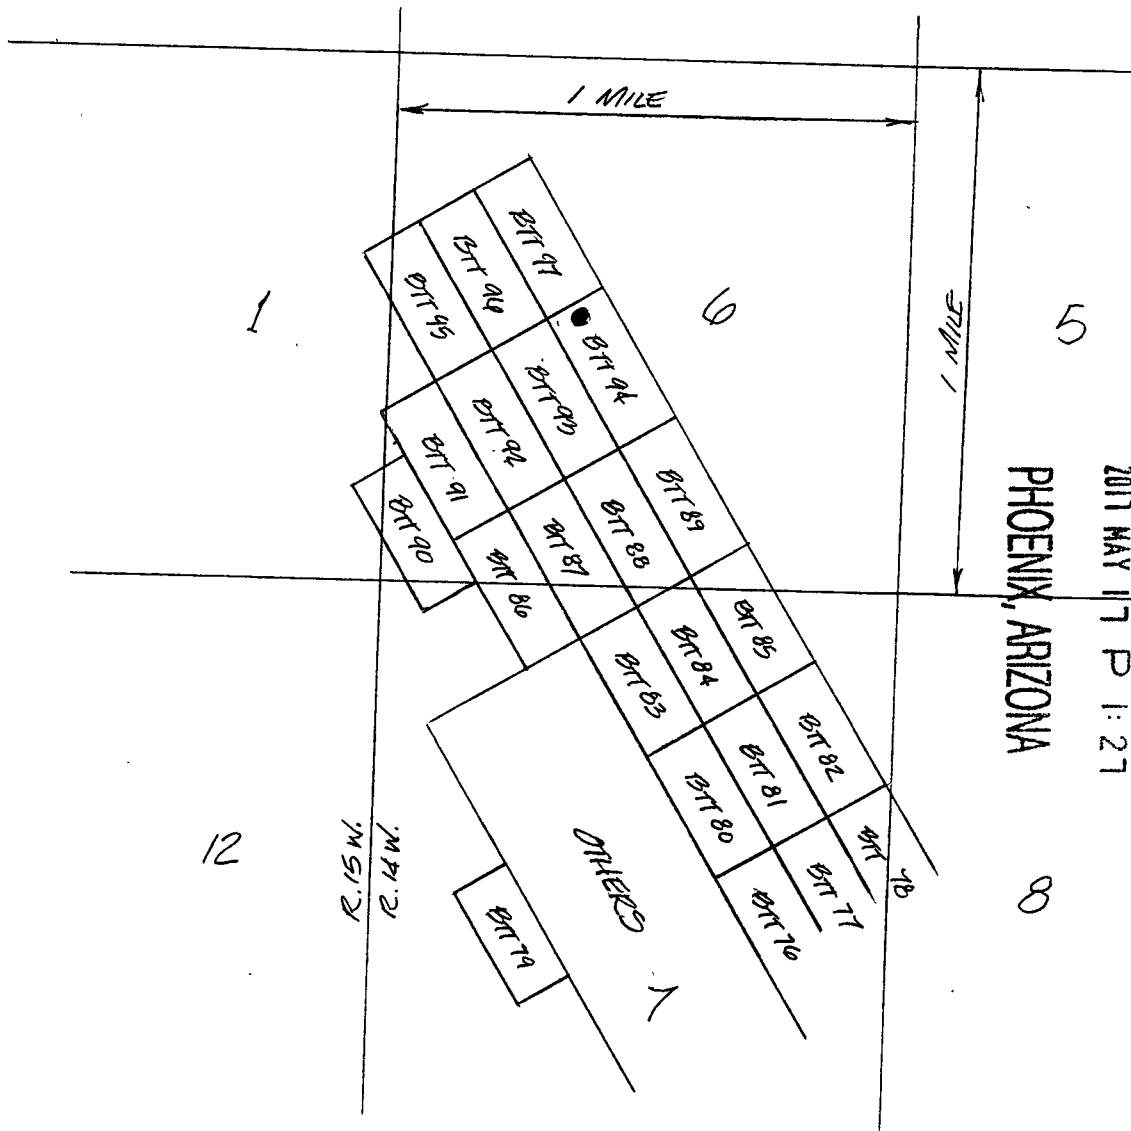 1 MILE
1 MILE
1
6
5
BTT 97
BTT 96
BTT 95
BTT 94
BTT 93
BTT 92
BTT 91
BTT 90
BTT 89
BTT 88
BTT 87
BTT 86
BTT 85
BTT 84
BTT 83
BTT 82
BTT 81
BTT 80
BTT 79
BTT 78
BTT 77
BTT 76
OTHERS
7
8
12
R. 15 W.
R. 14 W.
2017 MAY 17 P 1:27
PHOENIX, ARIZONA